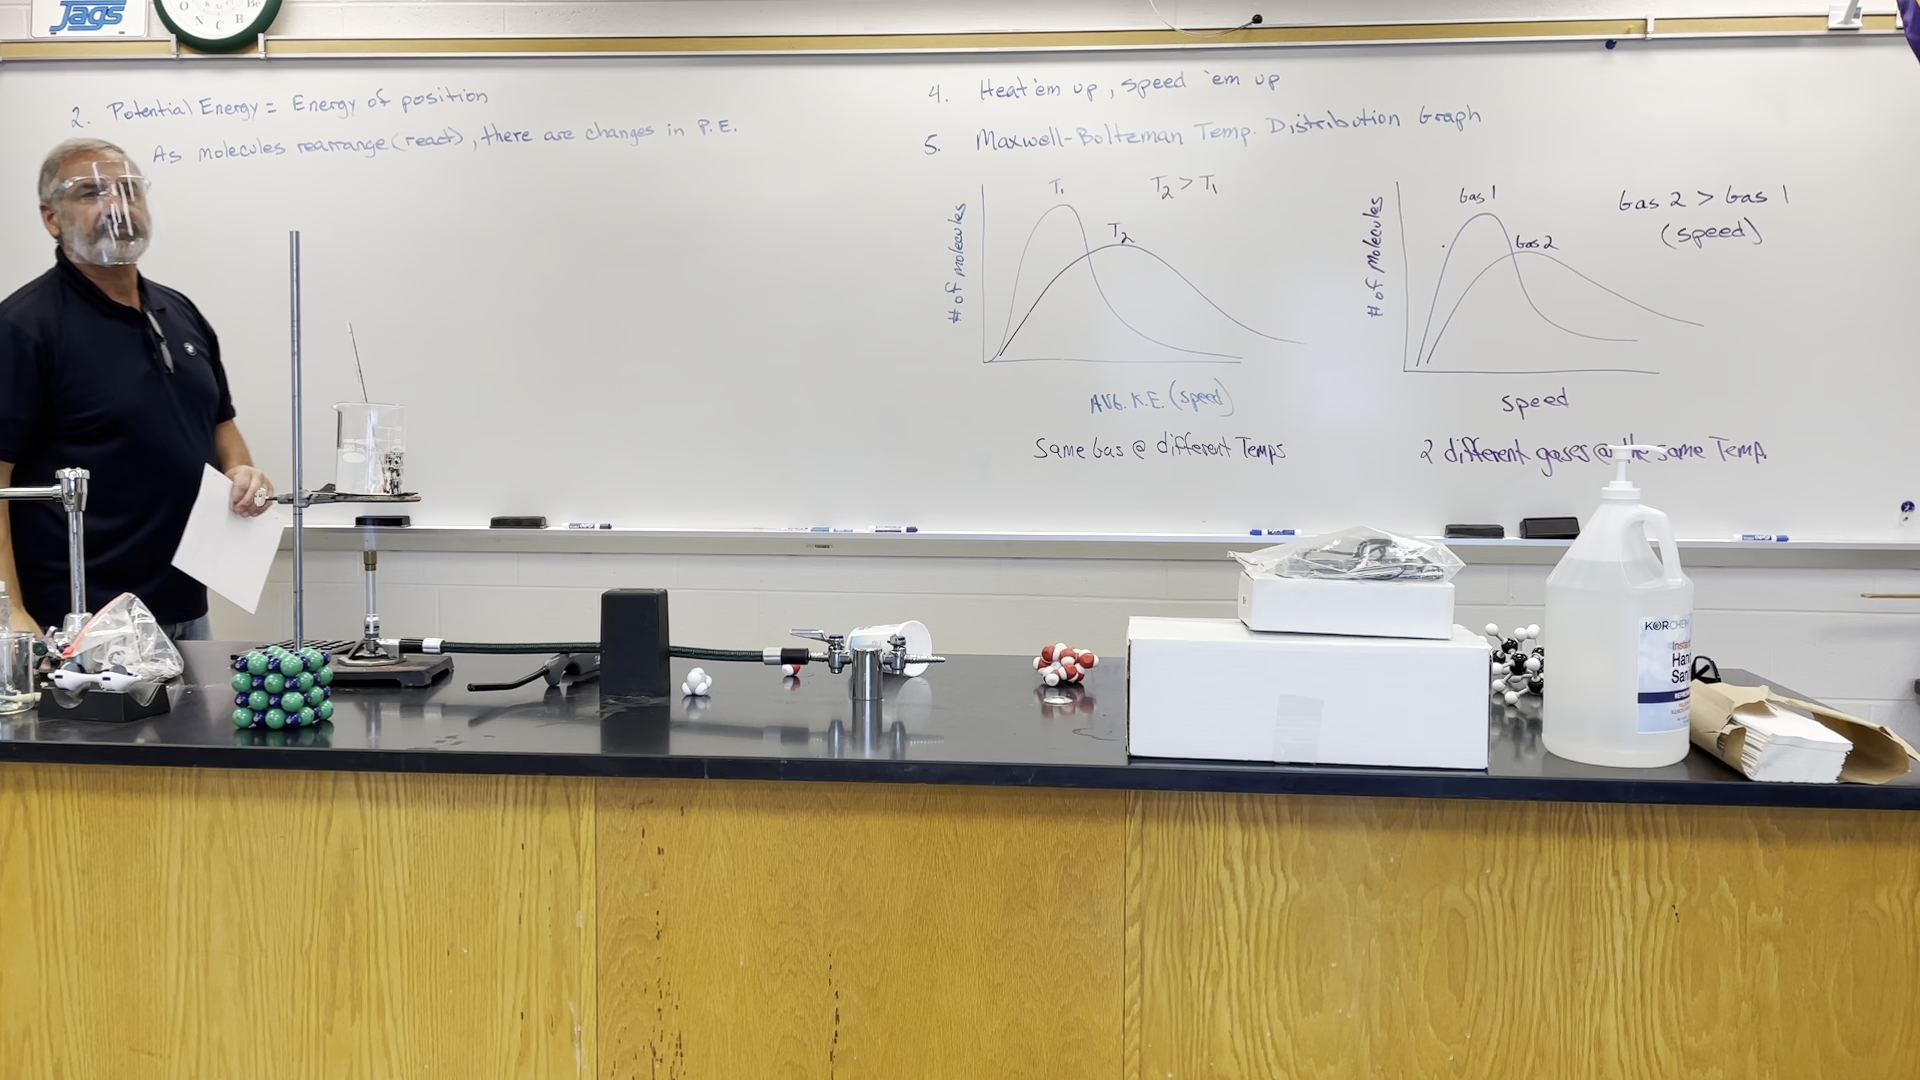 Jags
O
N
C
B
Be
2. Potential Energy = Energy of position
As molecules rearrange (react), there are changes in P.E.
4. Heat 'em up, speed 'em up
5. Maxwell-Boltzman Temp. Distribution Graph
# of molecules
T₁
T₂
T₂ > T₁
AVG. K.E. (speed)
Same Gas @ different Temps
# of Molecules
Gas 1
Gas 2
Gas 2 > Gas 1
(speed)
Speed
2 different gases @ the same Temp.
KORCHEM